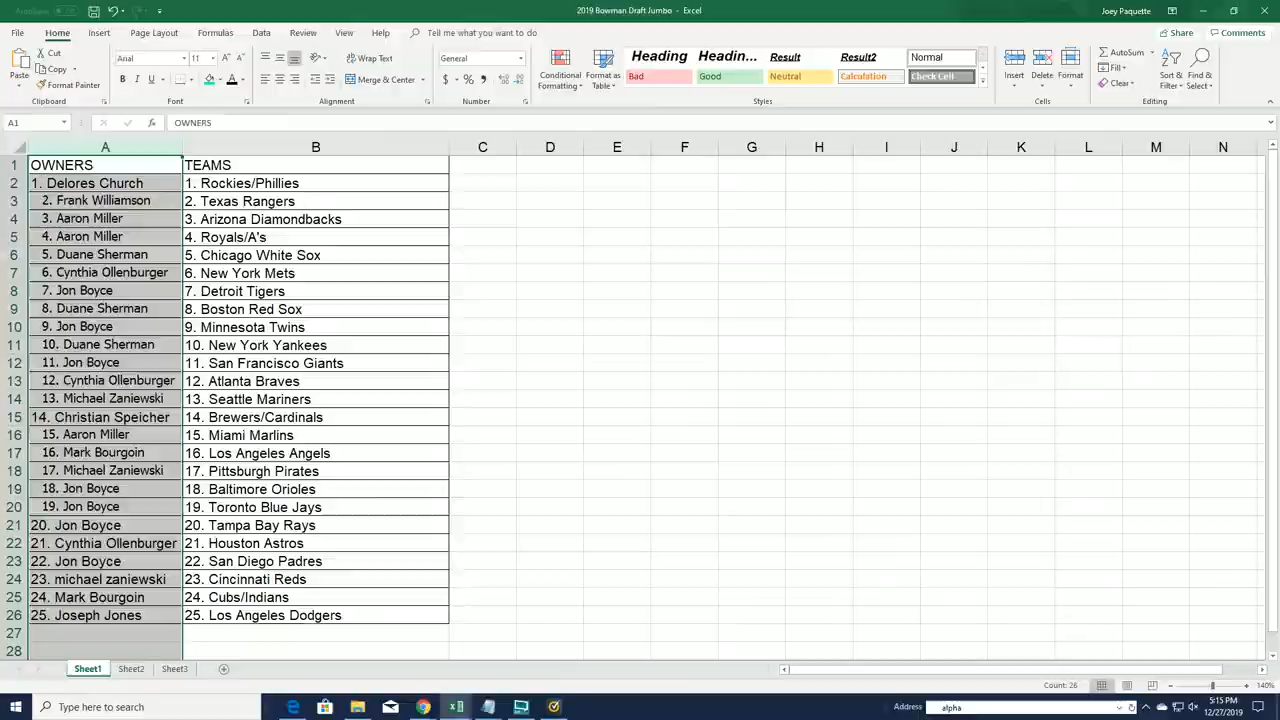 AutoSave Off
2019 Bowman Draft Jumbo - Excel
Joey Paquette
File Home Insert Draw Page Layout Formulas Data Review View Help Tell me what you want to do
Share Comments
Paste
Cut
Copy
Format Painter
Clipboard
Arial 11
B I U
Font
Wrap Text
Merge & Center
Alignment
General
$ % ,
Number
Conditional Formatting
Format as Table
Heading Headin... Result Result2 Normal
Bad Good Neutral Calculation Check Cell
Styles
Insert Delete Format
Cells
AutoSum
Fill
Clear
Sort & Filter
Find & Select
Editing
A1 fx OWNERS
A B C D E F G H I J K L M N
1 OWNERS TEAMS
2 1. Delores Church 1. Rockies/Phillies
3 2. Frank Williamson 2. Texas Rangers
4 3. Aaron Miller 3. Arizona Diamondbacks
5 4. Aaron Miller 4. Royals/A's
6 5. Duane Sherman 5. Chicago White Sox
7 6. Cynthia Ollenburger 6. New York Mets
8 7. Jon Boyce 7. Detroit Tigers
9 8. Duane Sherman 8. Boston Red Sox
10 9. Jon Boyce 9. Minnesota Twins
11 10. Duane Sherman 10. New York Yankees
12 11. Jon Boyce 11. San Francisco Giants
13 12. Cynthia Ollenburger 12. Atlanta Braves
14 13. Michael Zaniewski 13. Seattle Mariners
15 14. Christian Speicher 14. Brewers/Cardinals
16 15. Aaron Miller 15. Miami Marlins
17 16. Mark Bourgoin 16. Los Angeles Angels
18 17. Michael Zaniewski 17. Pittsburgh Pirates
19 18. Jon Boyce 18. Baltimore Orioles
20 19. Jon Boyce 19. Toronto Blue Jays
21 20. Jon Boyce 20. Tampa Bay Rays
22 21. Cynthia Ollenburger 21. Houston Astros
23 22. Jon Boyce 22. San Diego Padres
24 23. michael zaniewski 23. Cincinnati Reds
25 24. Mark Bourgoin 24. Cubs/Indians
26 25. Joseph Jones 25. Los Angeles Dodgers
27
28
Sheet1 Sheet2 Sheet3
Count: 26 140%
Type here to search
Address alpha
5:15 PM
12/27/2019